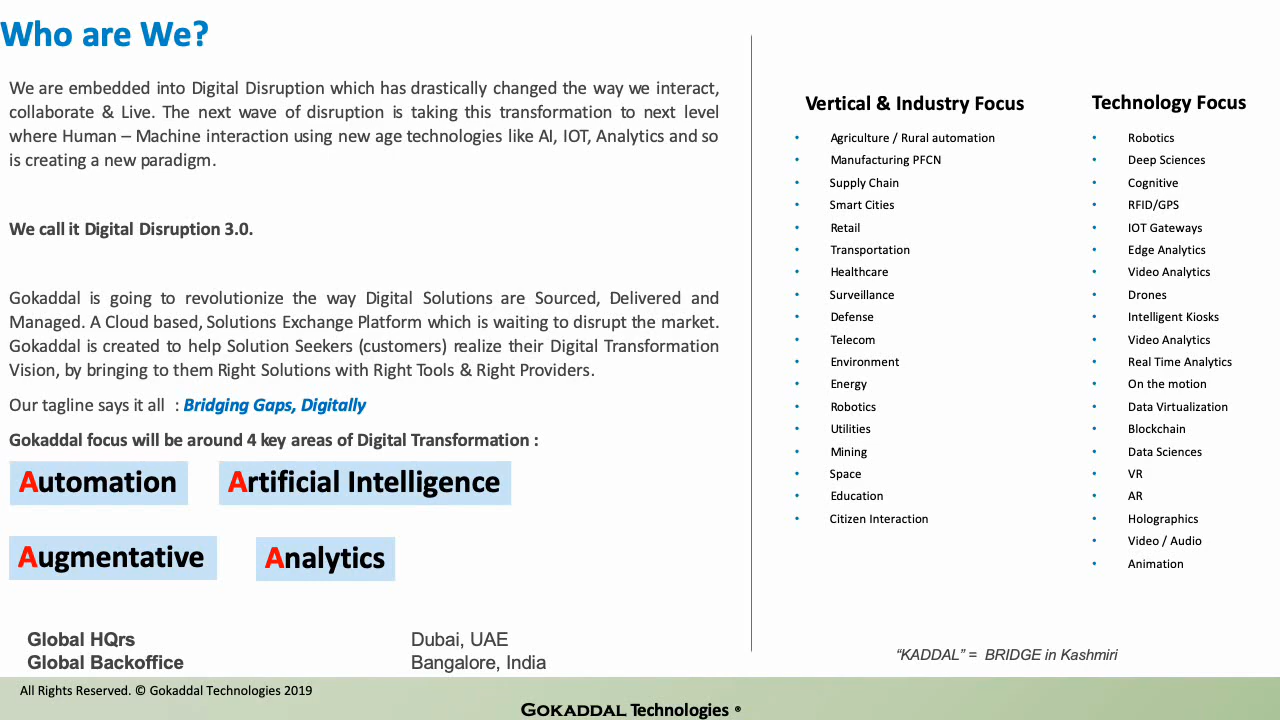 Who are We?
We are embedded into Digital Disruption which has drastically changed the way we interact,
collaborate & Live. The next wave of disruption is taking this transformation to next level
where Human – Machine interaction using new age technologies like AI, IOT, Analytics and so
is creating a new paradigm.
We call it Digital Disruption 3.0.
Gokaddal is going to revolutionize the way Digital Solutions are Sourced, Delivered and
Managed. A Cloud based, Solutions Exchange Platform which is waiting to disrupt the market.
Gokaddal is created to help Solution Seekers (customers) realize their Digital Transformation
Vision, by bringing to them Right Solutions with Right Tools & Right Providers.
Our tagline says it all : Bridging Gaps, Digitally
Gokaddal focus will be around 4 key areas of Digital Transformation :
Automation
Artificial Intelligence
Augmentative
Analytics
Global HQrs Dubai, UAE
Global Backoffice Bangalore, India
Vertical & Industry Focus
• Agriculture / Rural automation
• Manufacturing PFCN
• Supply Chain
• Smart Cities
• Retail
• Transportation
• Healthcare
• Surveillance
• Defense
• Telecom
• Environment
• Energy
• Robotics
• Utilities
• Mining
• Space
• Education
• Citizen Interaction
Technology Focus
• Robotics
• Deep Sciences
• Cognitive
• RFID/GPS
• IOT Gateways
• Edge Analytics
• Video Analytics
• Drones
• Intelligent Kiosks
• Video Analytics
• Real Time Analytics
• On the motion
• Data Virtualization
• Blockchain
• Data Sciences
• VR
• AR
• Holographics
• Video / Audio
• Animation
“KADDAL” = BRIDGE in Kashmiri
All Rights Reserved. © Gokaddal Technologies 2019
GOKADDAL Technologies ®